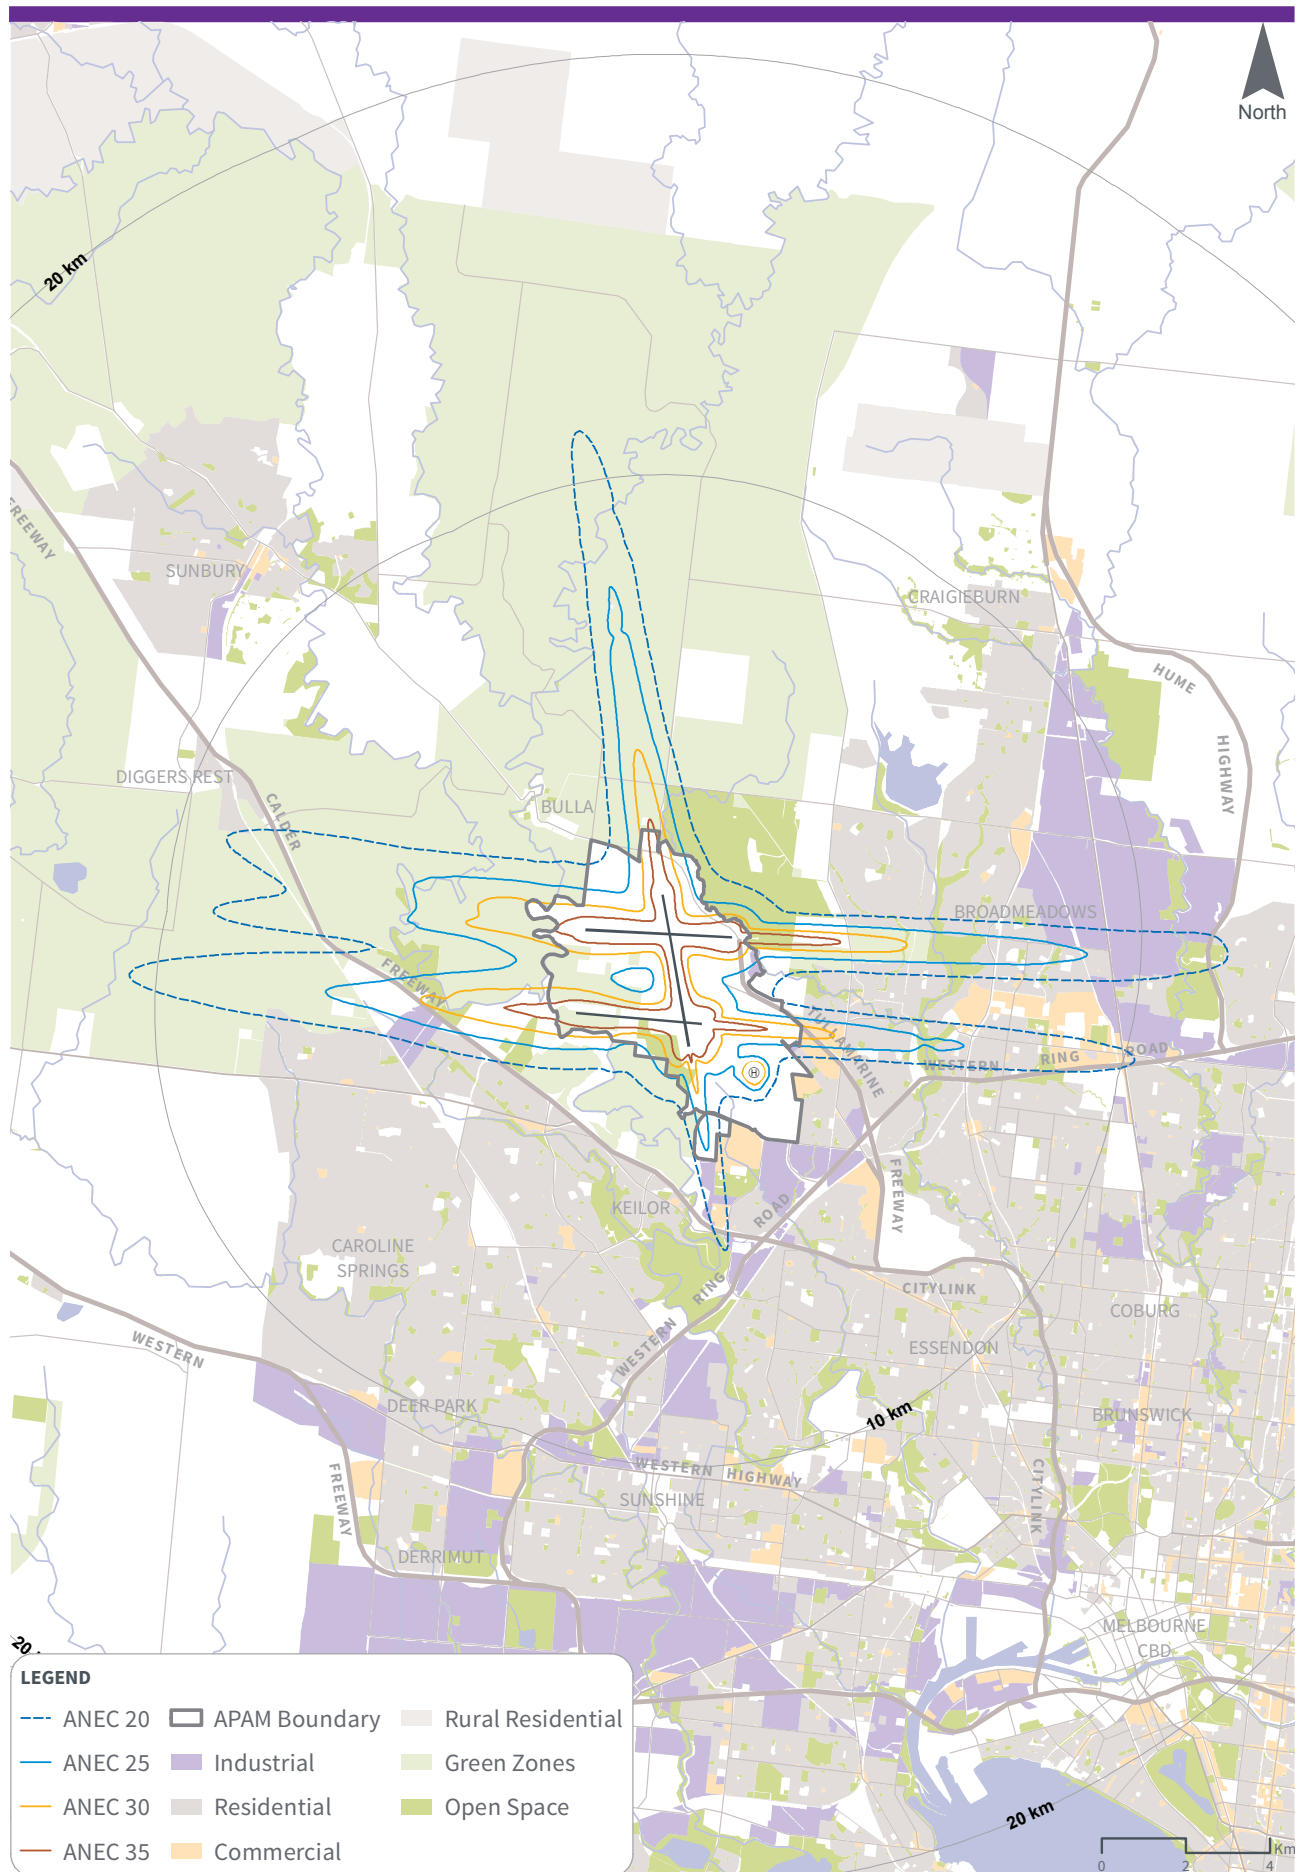 North
20 km
FREEWAY
SUNBURY
CRAIGIEBURN
HUME
HIGHWAY
DIGGERS REST
CALDER
BULLA
BROADMEADOWS
FREEWAY
TULLAMARINE
WESTERN
RING
ROAD
H
FREEWAY
KEILOR
ROAD
CAROLINE
SPRINGS
RING
CITYLINK
COBURG
WESTERN
WESTERN
ESSENDON
DEER PARK
10 km
BRUNSWICK
WESTERN HIGHWAY
FREEWAY
CITYLINK
SUNSHINE
DERRIMUT
MELBOURNE
CBD
20
LEGEND
ANEC 20
APAM Boundary
Rural Residential
ANEC 25
Industrial
Green Zones
ANEC 30
Residential
Open Space
ANEC 35
Commercial
20 km
Km
0 2 4